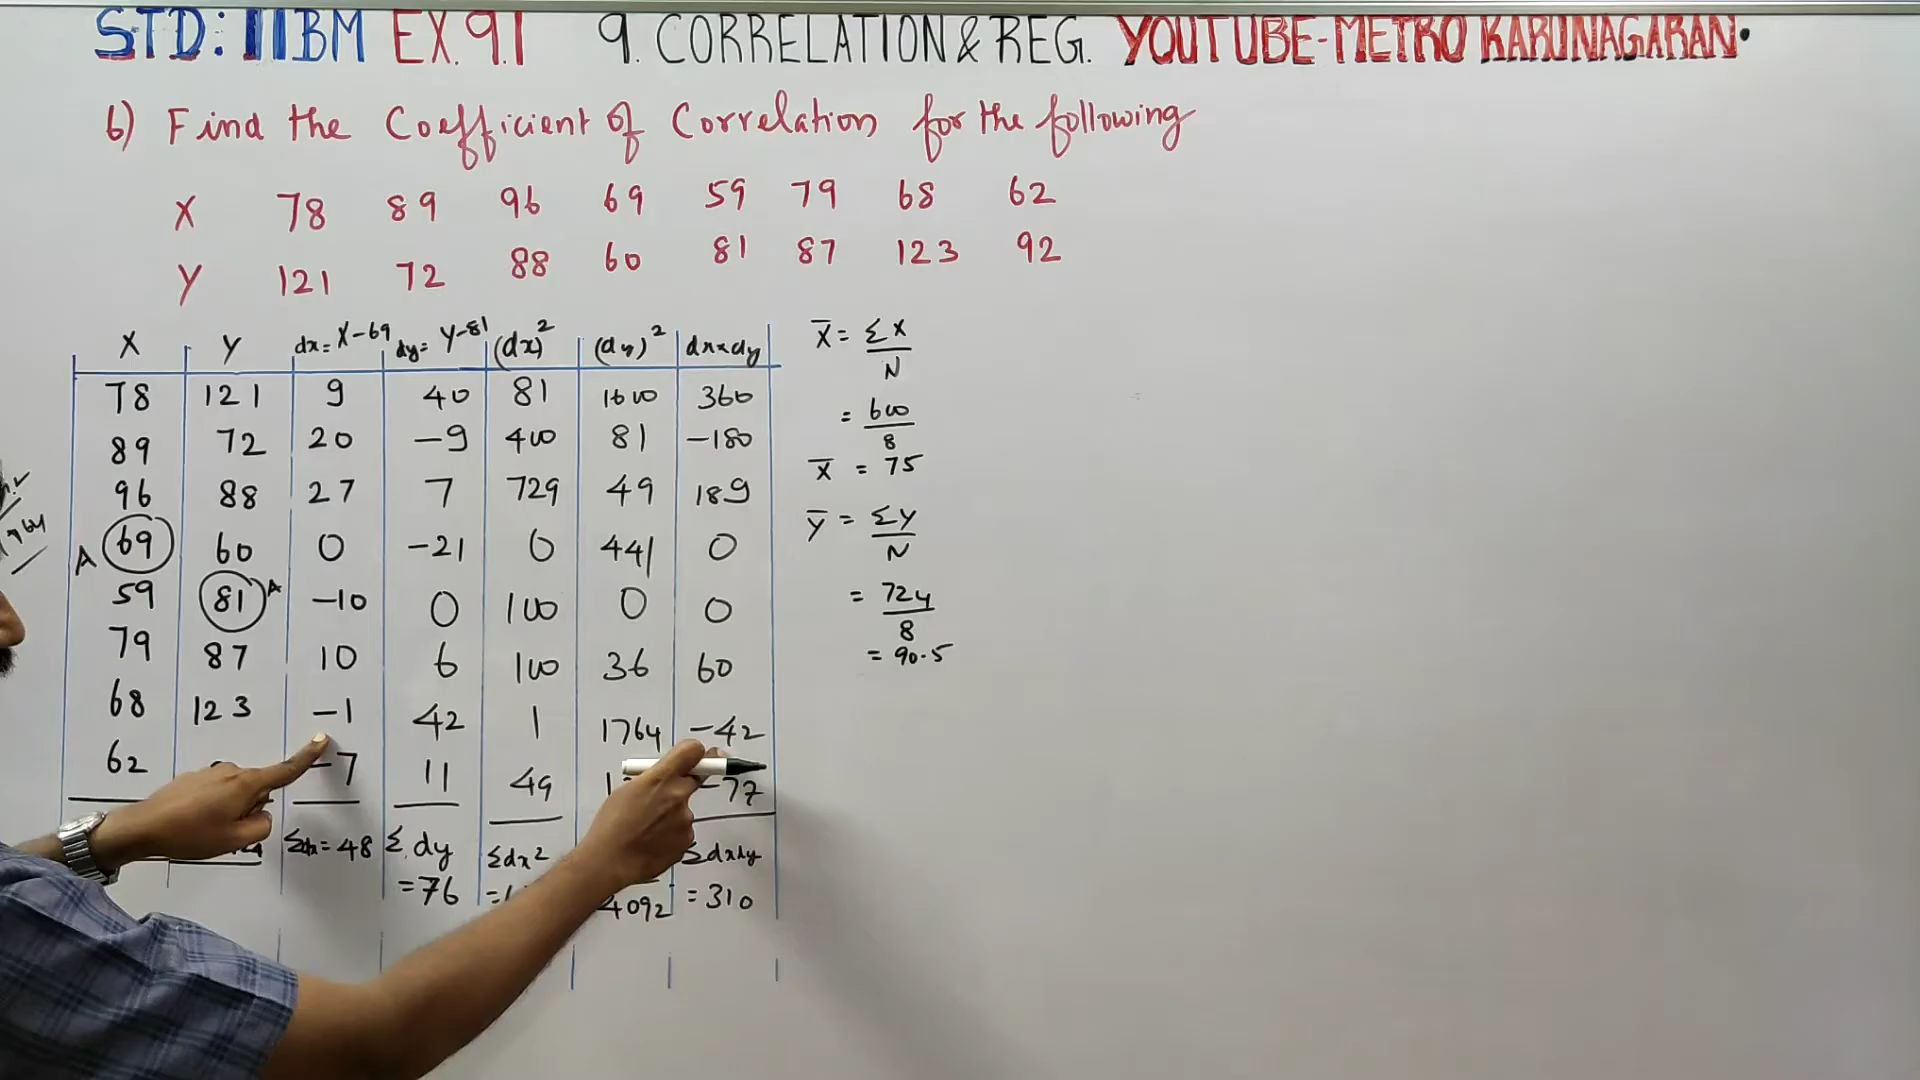 STD: 11BM EX. 9.1 9. CORRELATION & REG. YOUTUBE-METRO KARUNAGARAN.
6) Find the Coefficient of Correlation for the following
X 78 89 96 69 59 79 68 62
Y 121 72 88 60 81 87 123 92
X Y dx = X-69 dy = Y-81 (dx)² (dy)² dx×dy
78 121 9 40 81 1600 360
89 72 20 -9 400 81 -180
96 88 27 7 729 49 189
A 69 60 0 -21 0 441 0
59 81 A -10 0 100 0 0
79 87 10 6 100 36 60
68 123 -1 42 1 1764 -42
62 -7 11 49 -77
Σdx = 48 Σdy = 76 Σdx² = 4092 Σdxdy = 310
X̄ = ΣX / N
= 600 / 8
X̄ = 75
Ȳ = ΣY / N
= 724 / 8
= 90.5